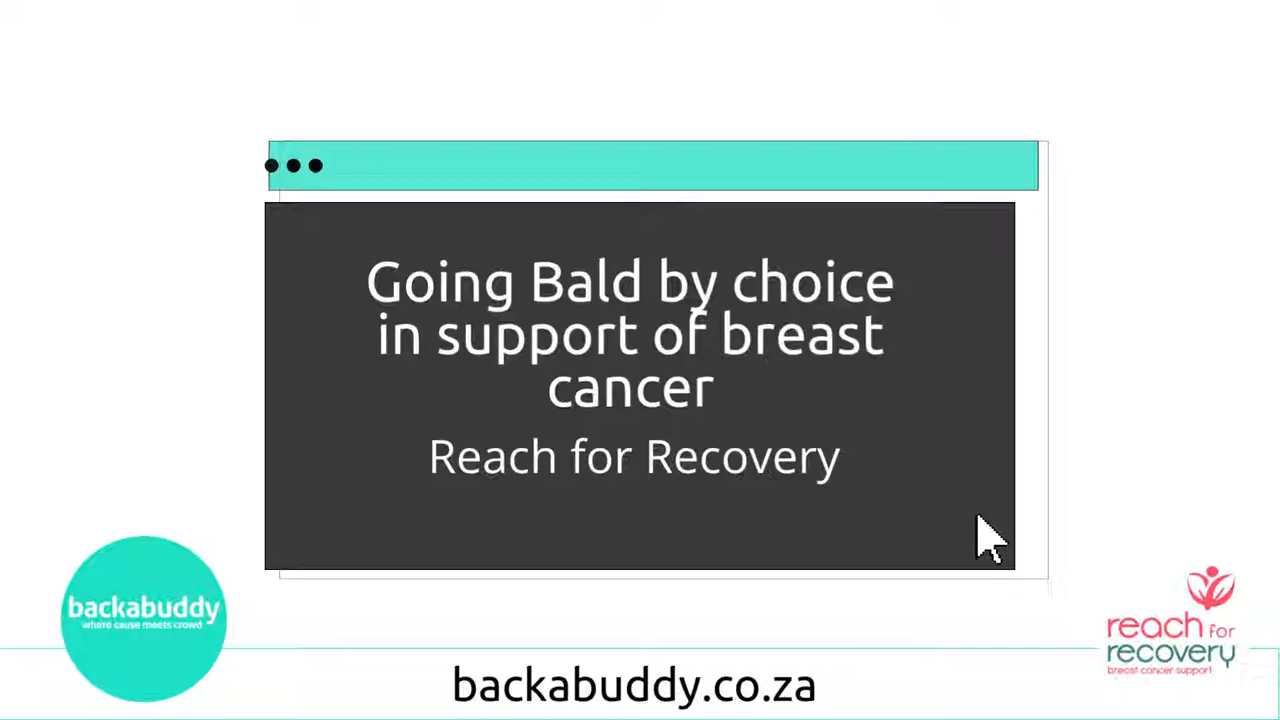 Going Bald by choice
in support of breast
cancer
Reach for Recovery
backabuddy
where cause meets crowd
reach for
recovery
breast cancer support
backabuddy.co.za